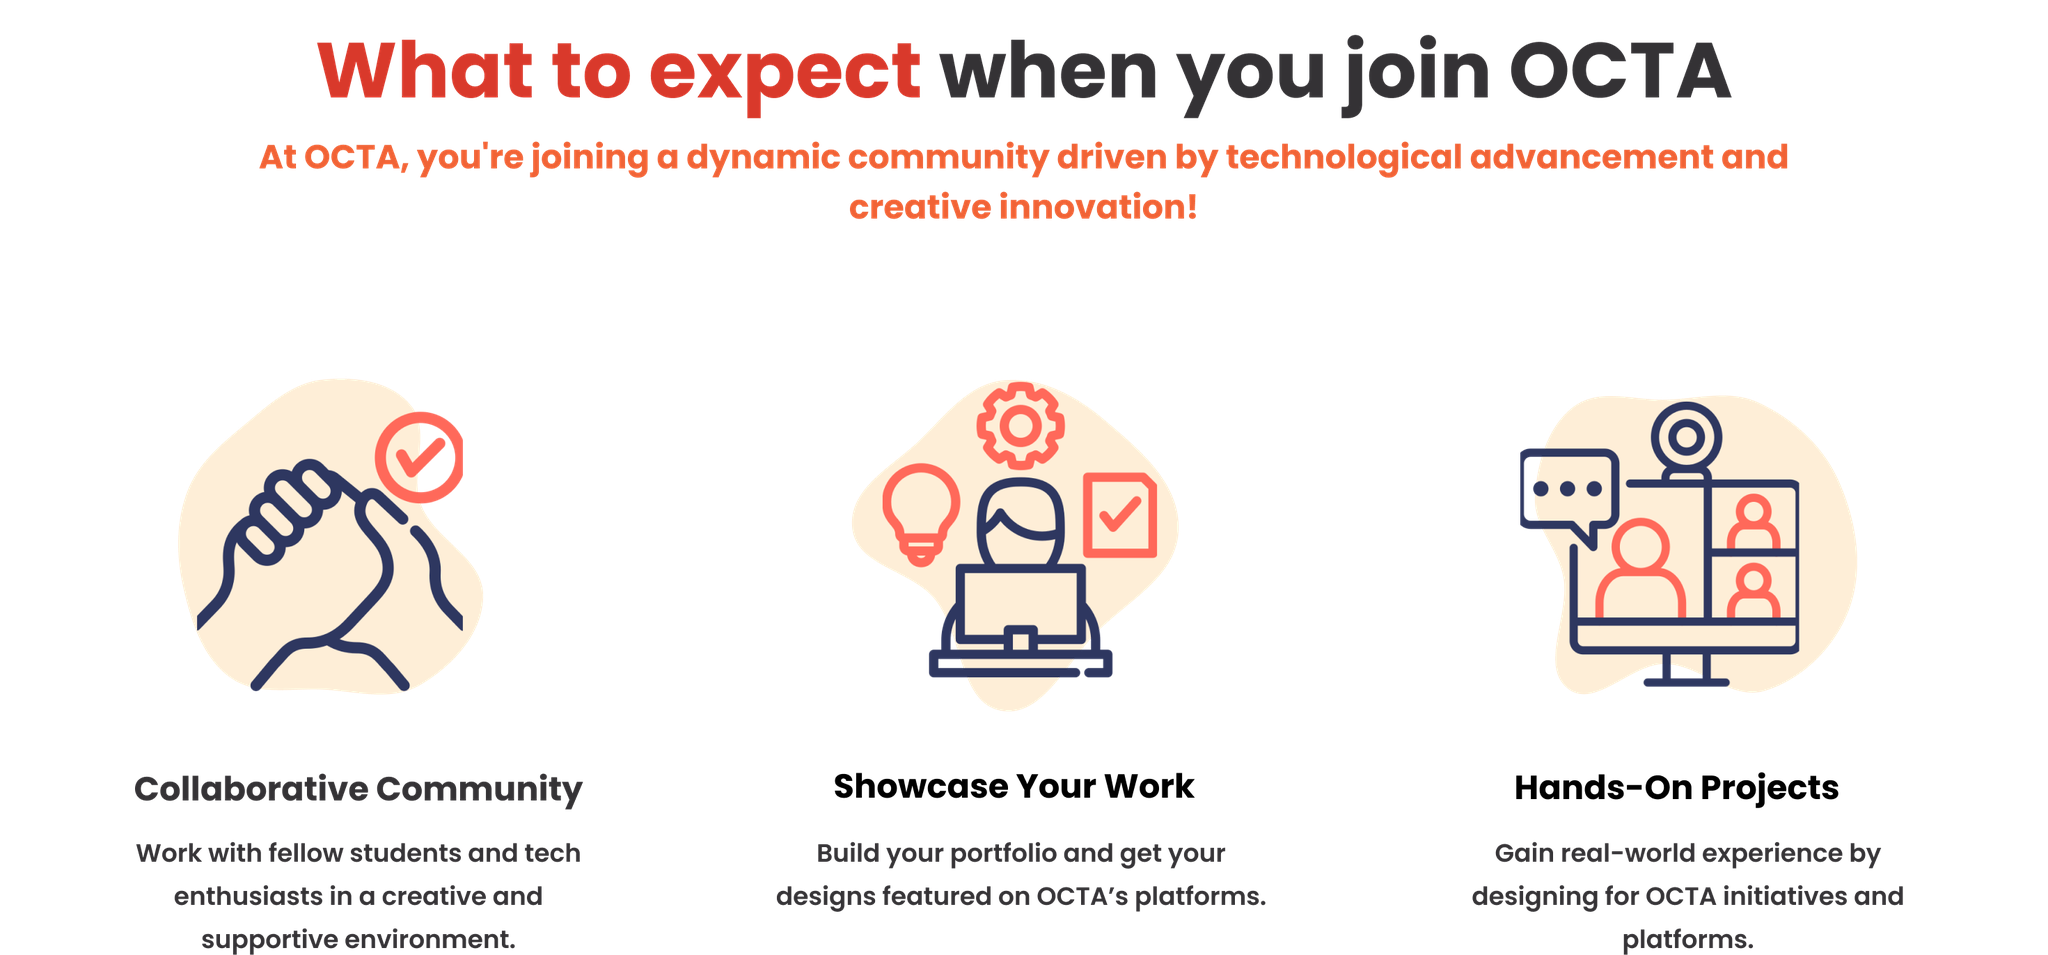 What to expect when you join OCTA
At OCTA, you're joining a dynamic community driven by technological advancement and
creative innovation!
Collaborative Community
Work with fellow students and tech
enthusiasts in a creative and
supportive environment.
Showcase Your Work
Build your portfolio and get your
designs featured on OCTA’s platforms.
Hands-On Projects
Gain real-world experience by
designing for OCTA initiatives and
platforms.